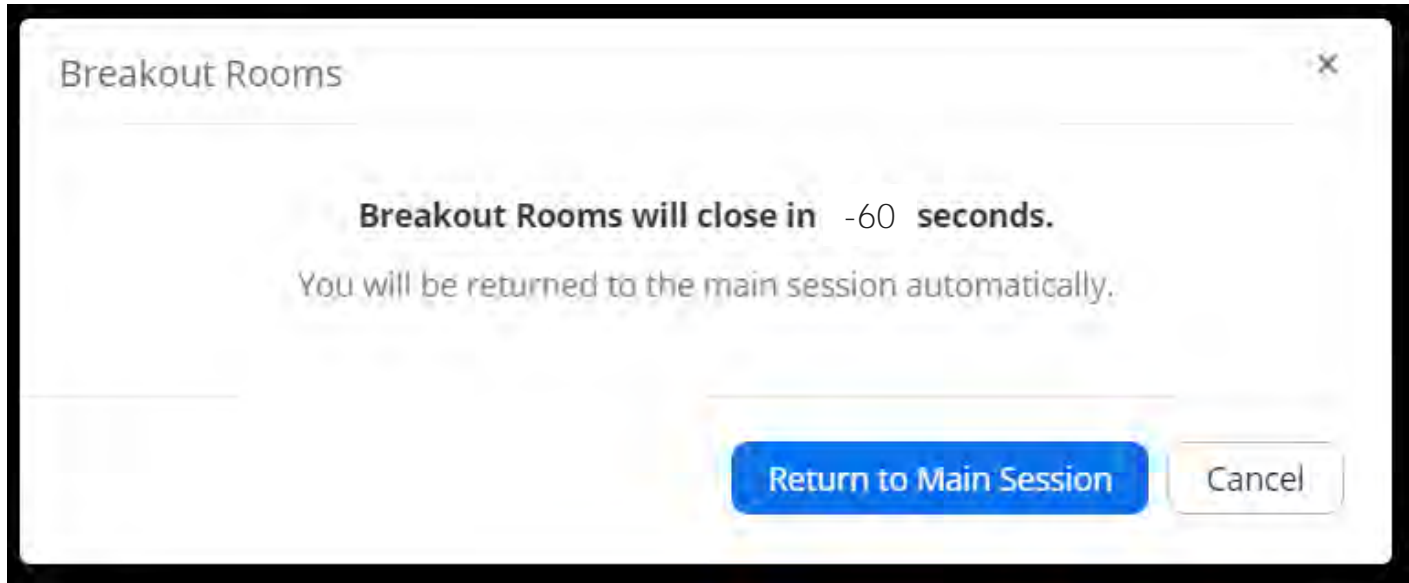 Breakout Rooms ×
Breakout Rooms will close in -60 seconds.
You will be returned to the main session automatically.
Return to Main Session Cancel